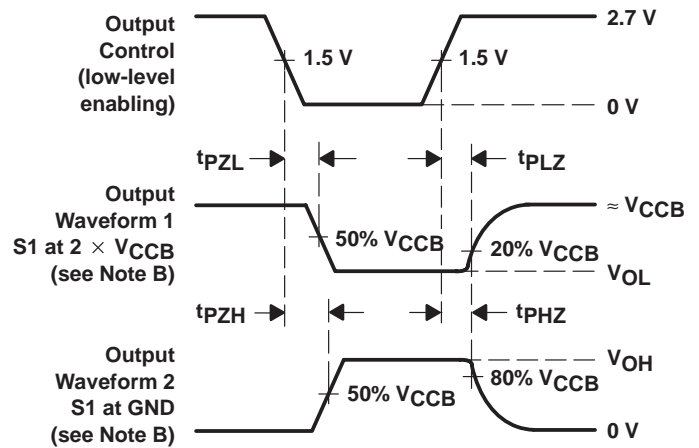 Output
Control
(low-level
enabling)
2.7 V
1.5 V
1.5 V
0 V
tPZL
tPLZ
Output
Waveform 1
S1 at 2 × VCCB
(see Note B)
≈ VCCB
50% VCCB
20% VCCB
VOL
tPZH
tPHZ
Output
Waveform 2
S1 at GND
(see Note B)
VOH
50% VCCB
80% VCCB
0 V